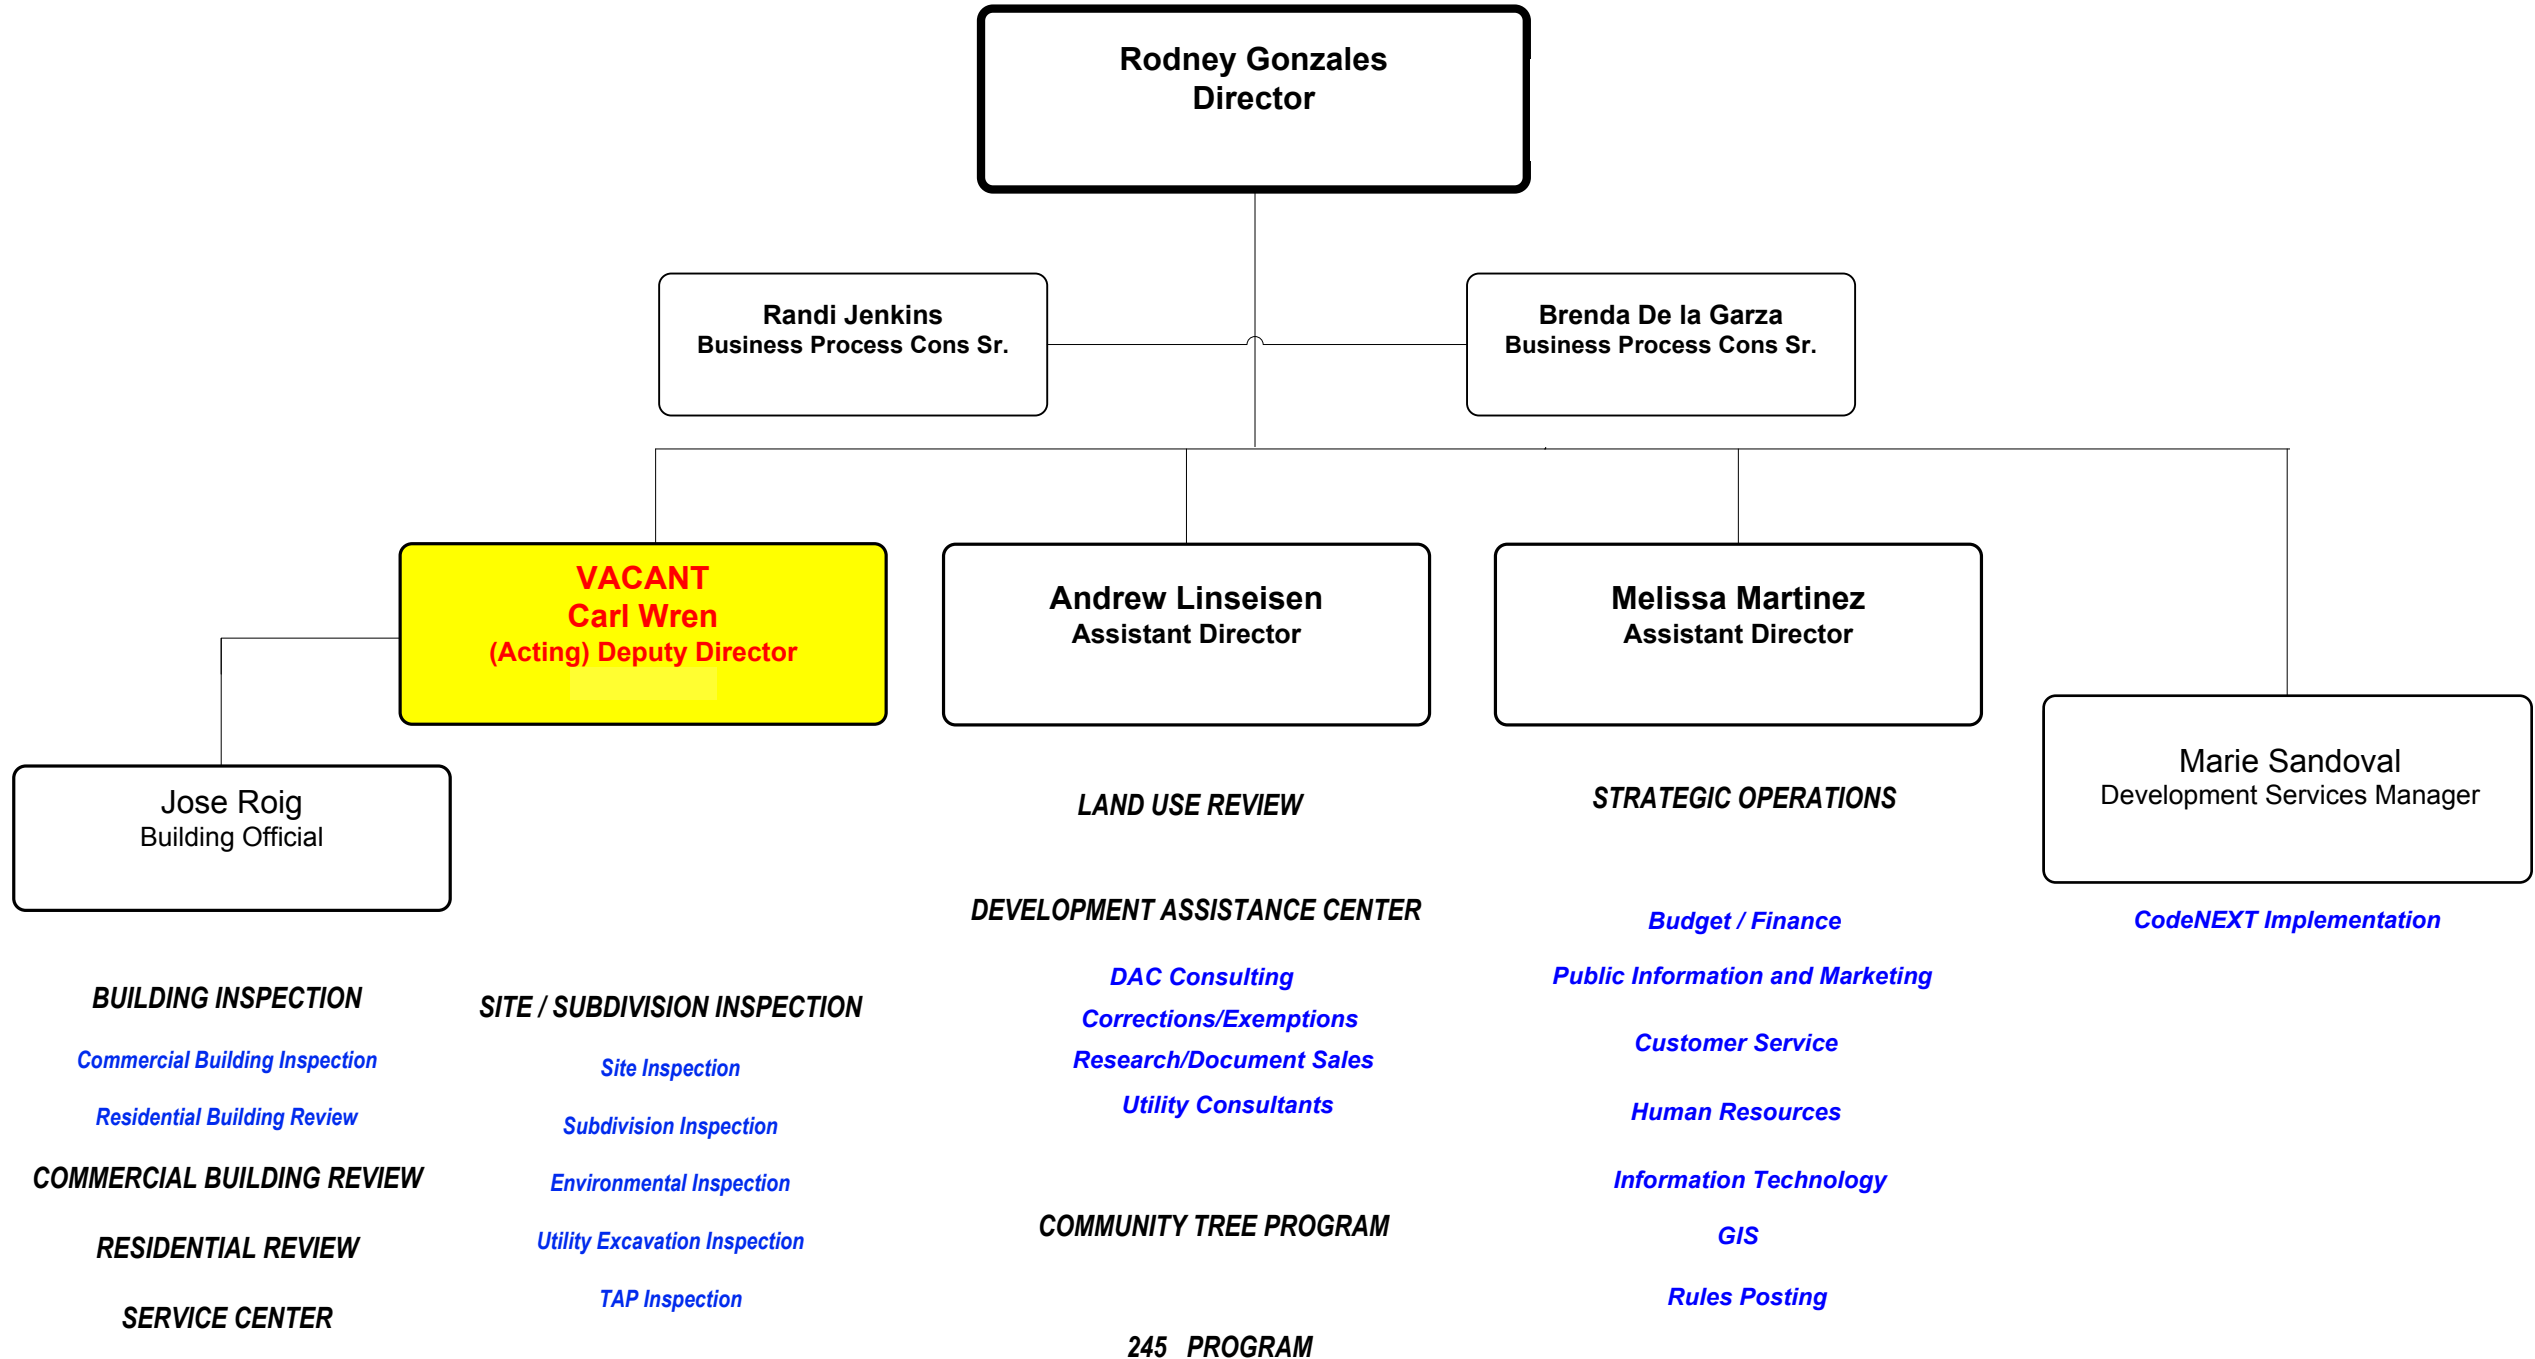 Rodney Gonzales
Director
Randi Jenkins
Business Process Cons Sr.
Brenda De la Garza
Business Process Cons Sr.
VACANT
Carl Wren
(Acting) Deputy Director
Andrew Linseisen
Assistant Director
Melissa Martinez
Assistant Director
Marie Sandoval
Development Services Manager
Jose Roig
Building Official
BUILDING INSPECTION
Commercial Building Inspection
Residential Building Review
COMMERCIAL BUILDING REVIEW
RESIDENTIAL REVIEW
SERVICE CENTER
SITE / SUBDIVISION INSPECTION
Site Inspection
Subdivision Inspection
Environmental Inspection
Utility Excavation Inspection
TAP Inspection
LAND USE REVIEW
DEVELOPMENT ASSISTANCE CENTER
DAC Consulting
Corrections/Exemptions
Research/Document Sales
Utility Consultants
COMMUNITY TREE PROGRAM
245 PROGRAM
STRATEGIC OPERATIONS
Budget / Finance
Public Information and Marketing
Customer Service
Human Resources
Information Technology
GIS
Rules Posting
CodeNEXT Implementation